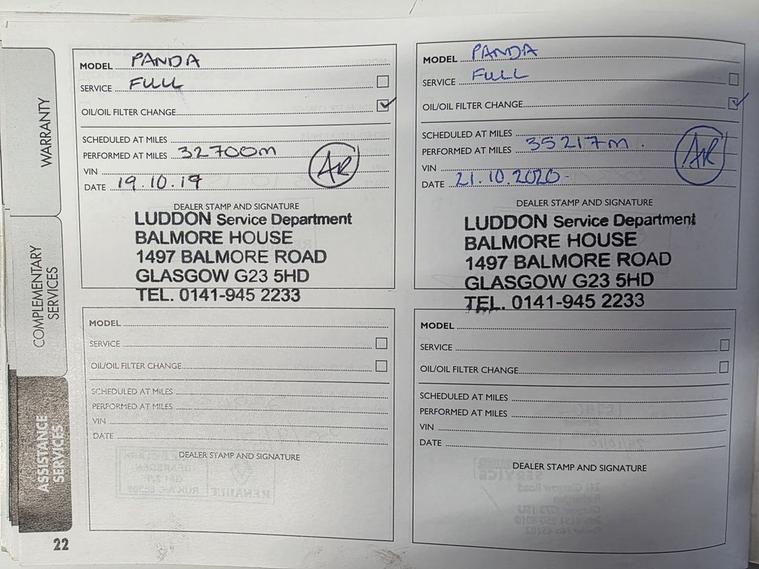 WARRANTY
COMPLEMENTARY
SERVICES
ASSISTANCE
SERVICES
MODEL PANDA
SERVICE FULL
OIL/OIL FILTER CHANGE
SCHEDULED AT MILES
PERFORMED AT MILES 32700m
VIN
DATE 19.10.19
AR
DEALER STAMP AND SIGNATURE
LUDDON Service Department
BALMORE HOUSE
1497 BALMORE ROAD
GLASGOW G23 5HD
TEL. 0141-945 2233
MODEL PANDA
SERVICE FULL
OIL/OIL FILTER CHANGE
SCHEDULED AT MILES
PERFORMED AT MILES 35217m.
VIN
DATE 21.10.2020-
AR
DEALER STAMP AND SIGNATURE
LUDDON Service Department
BALMORE HOUSE
1497 BALMORE ROAD
GLASGOW G23 5HD
TEL. 0141-945 2233
MODEL
SERVICE
OIL/OIL FILTER CHANGE
SCHEDULED AT MILES
PERFORMED AT MILES
VIN
DATE
DEALER STAMP AND SIGNATURE
MODEL
SERVICE
OIL/OIL FILTER CHANGE
SCHEDULED AT MILES
PERFORMED AT MILES
VIN
DATE
DEALER STAMP AND SIGNATURE
22